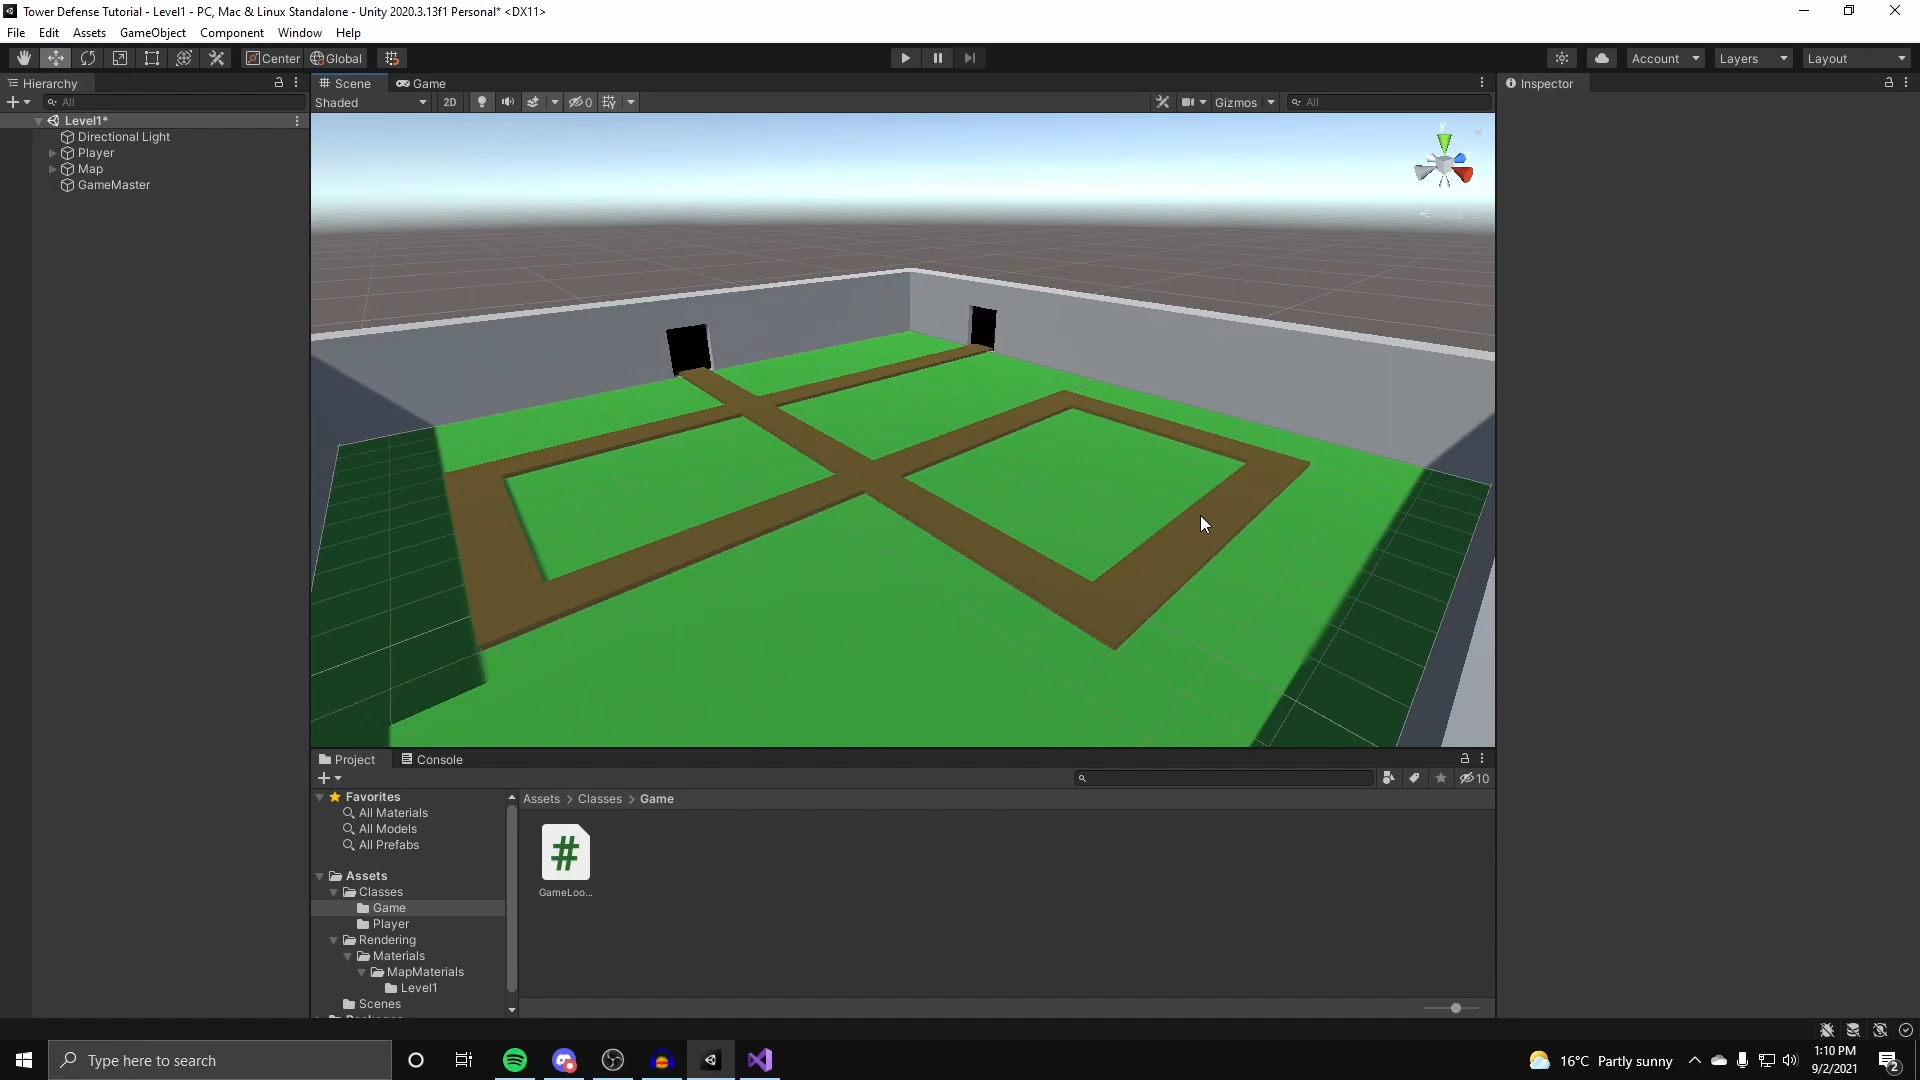 Tower Defense Tutorial - Level1 - PC, Mac & Linux Standalone - Unity 2020.3.13f1 Personal* <DX11>
File Edit Assets GameObject Component Window Help
Center Global Account Layers Layout
Hierarchy Scene Game Inspector
All Shaded 2D 0 Gizmos All
Level1*
Directional Light
Player
Map
GameMaster
y
Project Console
10
Favorites
All Materials
All Models
All Prefabs
Assets
Classes
Game
Player
Rendering
Materials
MapMaterials
Level1
Scenes
Assets > Classes > Game
#
GameLoo...
Type here to search
16°C Partly sunny
1:10 PM
9/2/2021
2